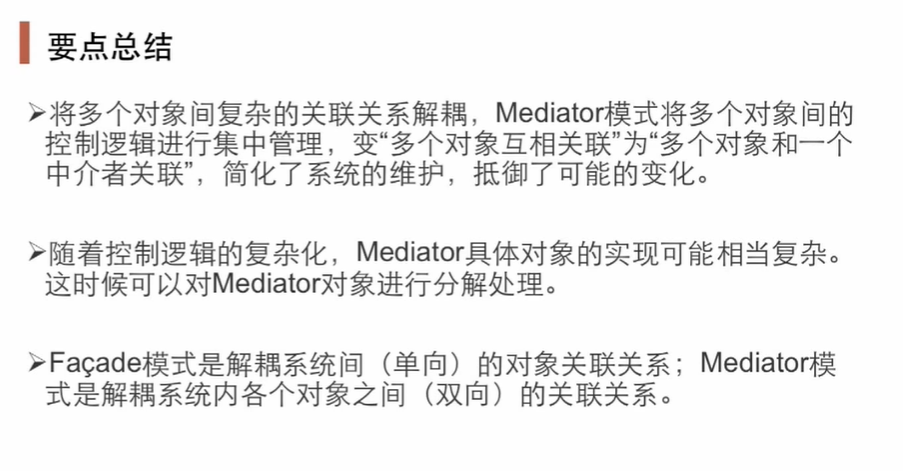 要点总结
➢将多个对象间复杂的关联关系解耦，Mediator模式将多个对象间的
控制逻辑进行集中管理，变“多个对象互相关联”为“多个对象和一个
中介者关联”，简化了系统的维护，抵御了可能的变化。
➢随着控制逻辑的复杂化，Mediator具体对象的实现可能相当复杂。
这时候可以对Mediator对象进行分解处理。
➢Façade模式是解耦系统间（单向）的对象关联关系；Mediator模
式是解耦系统内各个对象之间（双向）的关联关系。